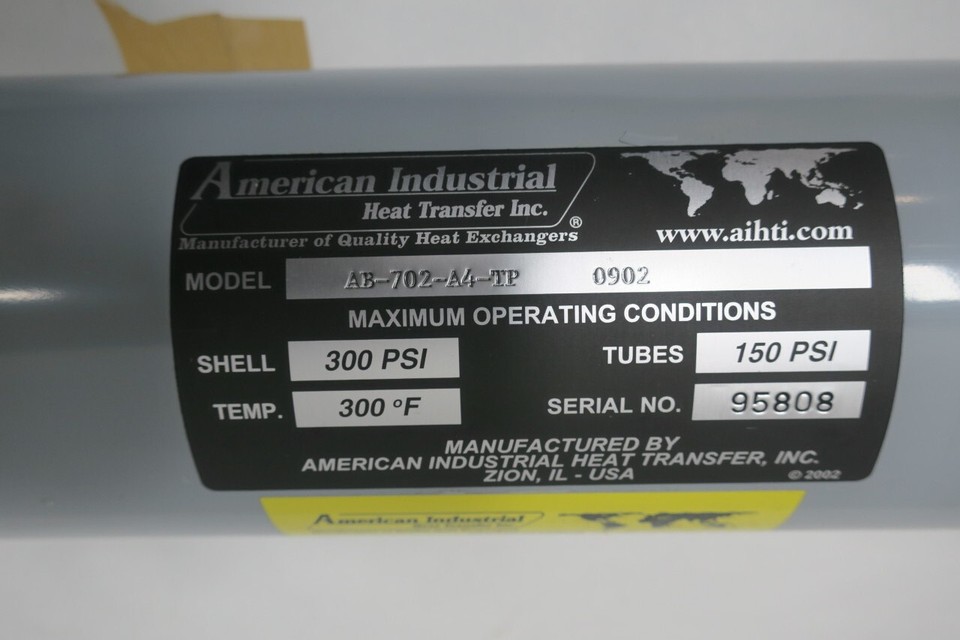 American Industrial
Heat Transfer Inc.
®
Manufacturer of Quality Heat Exchangers
www.aihti.com
MODEL AB-702-A4-TP 0902
MAXIMUM OPERATING CONDITIONS
SHELL 300 PSI TUBES 150 PSI
TEMP. 300 °F SERIAL NO. 95808
MANUFACTURED BY
AMERICAN INDUSTRIAL HEAT TRANSFER, INC.
ZION, IL - USA
© 2002
American Industrial